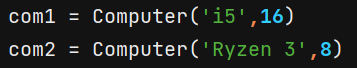 com1 = Computer('i5',16)
com2 = Computer('Ryzen 3',8)